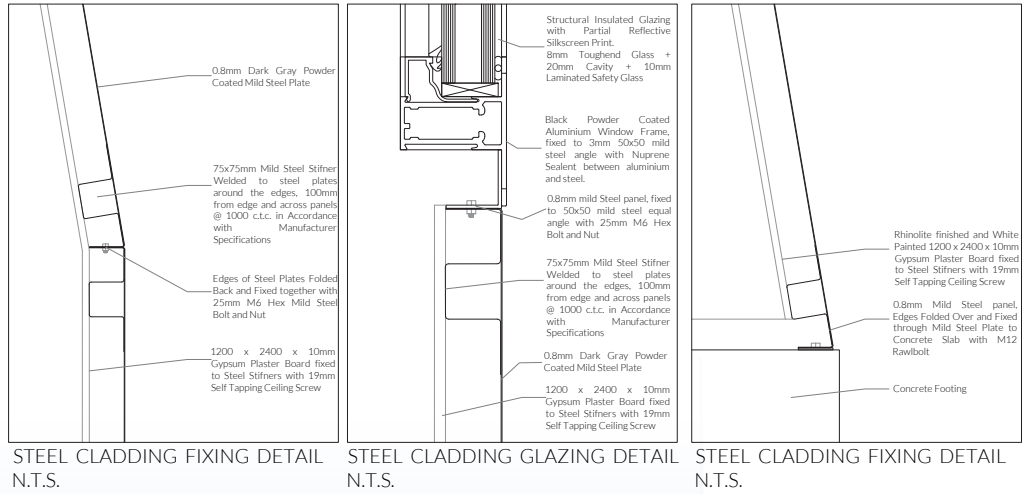 0.8mm Dark Gray Powder
Coated Mild Steel Plate
75x75mm Mild Steel Stifner
Welded to steel plates
around the edges, 100mm
from edge and across panels
@ 1000 c.t.c. in Accordance
with Manufacturer
Specifications
Edges of Steel Plates Folded
Back and Fixed together with
25mm M6 Hex Mild Steel
Bolt and Nut
1200 x 2400 x 10mm
Gypsum Plaster Board fixed
to Steel Stifners with 19mm
Self Tapping Ceiling Screw
STEEL CLADDING FIXING DETAIL
N.T.S.
Structural Insulated Glazing
with Partial Reflective
Silkscreen Print.
8mm Toughend Glass +
20mm Cavity + 10mm
Laminated Safety Glass
Black Powder Coated
Aluminium Window Frame,
fixed to 3mm 50x50 mild
steel angle with Nuprene
Sealent between aluminium
and steel.
0.8mm mild Steel panel, fixed
to 50x50 mild steel equal
angle with 25mm M6 Hex
Bolt and Nut
75x75mm Mild Steel Stifner
Welded to steel plates
around the edges, 100mm
from edge and across panels
@ 1000 c.t.c. in Accordance
with Manufacturer
Specifications
0.8mm Dark Gray Powder
Coated Mild Steel Plate
1200 x 2400 x 10mm
Gypsum Plaster Board fixed
to Steel Stifners with 19mm
Self Tapping Ceiling Screw
STEEL CLADDING GLAZING DETAIL
N.T.S.
Rhinolite finished and White
Painted 1200 x 2400 x 10mm
Gypsum Plaster Board fixed
to Steel Stifners with 19mm
Self Tapping Ceiling Screw
0.8mm Mild Steel panel,
Edges Folded Over and Fixed
through Mild Steel Plate to
Concrete Slab with M12
Rawlbolt
Concrete Footing
STEEL CLADDING FIXING DETAIL
N.T.S.